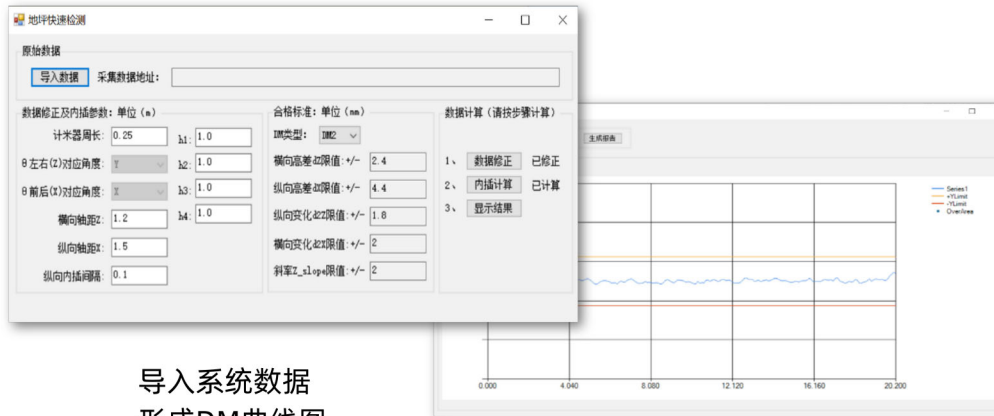 地坪快速检测
原始数据
导入数据 采集数据地址:
数据修正及内插参数: 单位 (m)
计米器周长: 0.25 h1: 1.0
θ左右(Z)对应角度: Y h2: 1.0
θ前后(X)对应角度: X h3: 1.0
横向轴距Z: 1.2 h4: 1.0
纵向轴距X: 1.5
纵向内插间隔: 0.1
合格标准: 单位 (mm)
DM类型: DM2
横向高差dZ限值:+/- 2.4
纵向高差dX限值:+/- 4.4
纵向变化d2Z限值:+/- 1.8
横向变化d2X限值:+/- 2
斜率Z_slope限值:+/- 2
数据计算 (请按步骤计算)
1、 数据修正 已修正
2、 内插计算 已计算
3、 显示结果
生成报表
Series1
+YLimit
-YLimit
OverArea
0.000 4.040 8.080 12.120 16.160 20.200
导入系统数据
形成DM曲线图